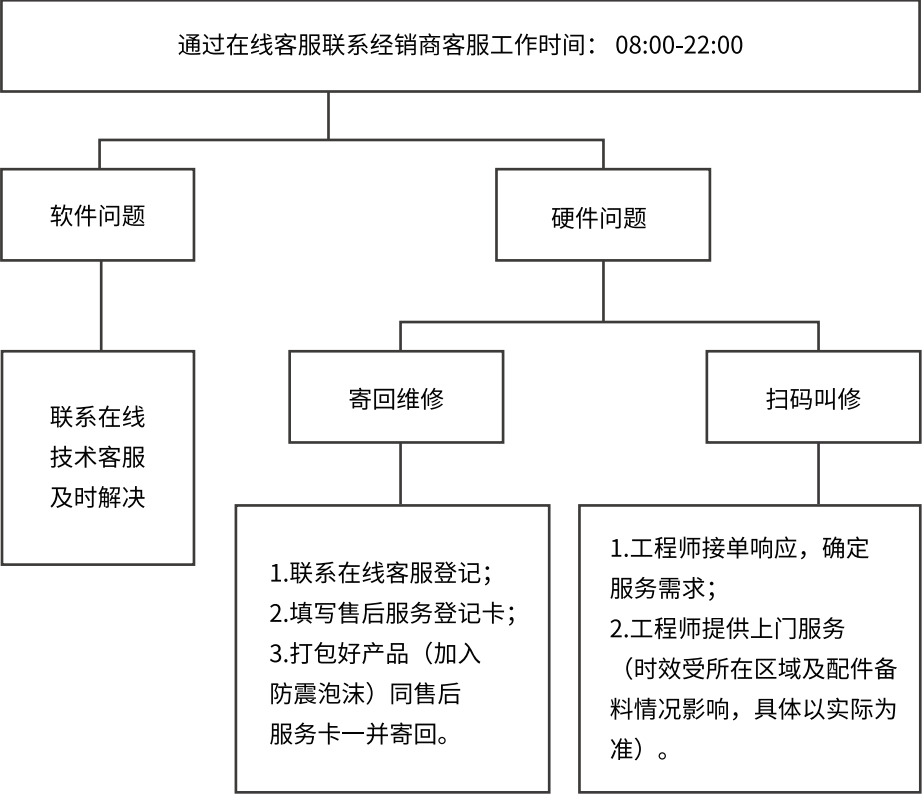 通过在线客服联系经销商客服工作时间： 08:00-22:00
软件问题
硬件问题
联系在线
技术客服
及时解决
寄回维修
扫码叫修
1.联系在线客服登记；
2.填写售后服务登记卡；
3.打包好产品（加入
防震泡沫）同售后
服务卡一并寄回。
1.工程师接单响应，确定
服务需求；
2.工程师提供上门服务
（时效受所在区域及配件备
料情况影响，具体以实际为
准）。